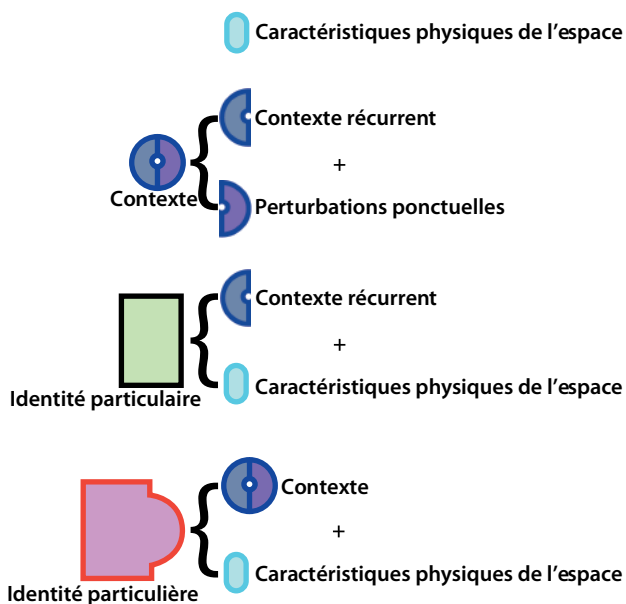 Caractéristiques physiques de l'espace
Contexte récurrent
+
Contexte
Perturbations ponctuelles
Contexte récurrent
+
Identité particulaire
Caractéristiques physiques de l'espace
Contexte
+
Caractéristiques physiques de l'espace
Identité particulière